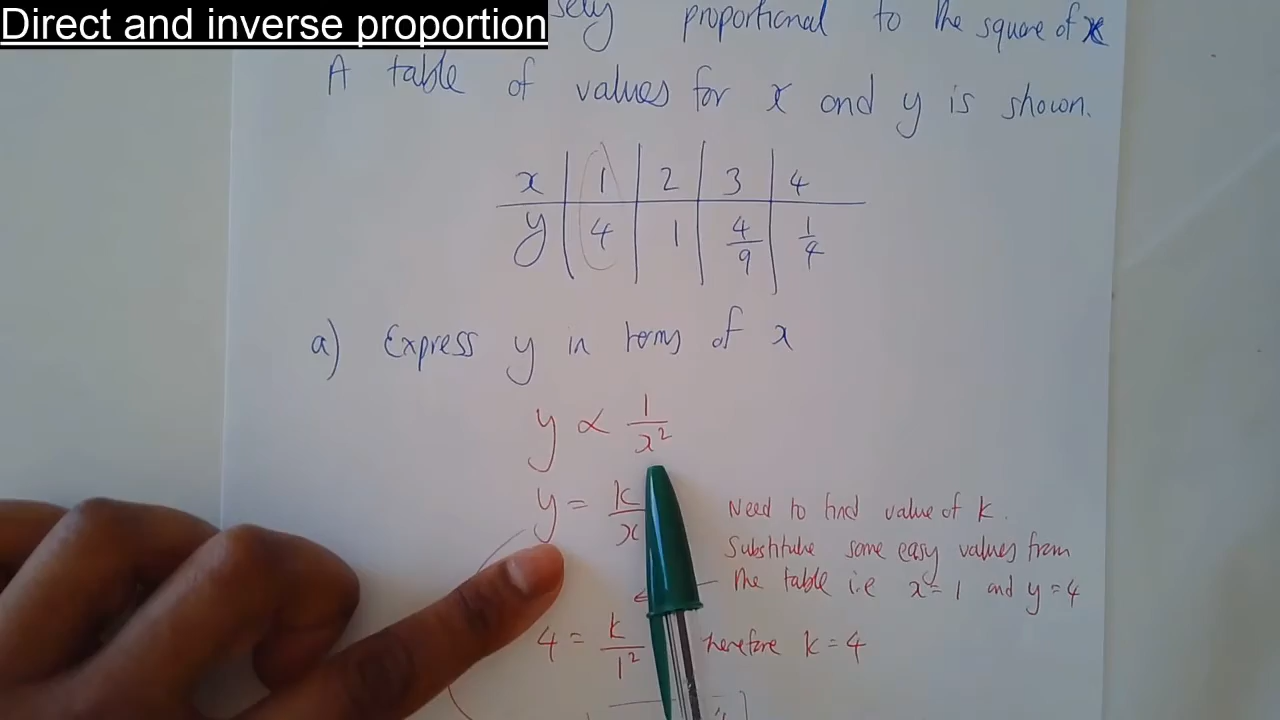 Direct and inverse proportion
proportional to the square of x
A table of values for x and y is shown.
x | 1 | 2 | 3 | 4
y | 4 | 1 | 4/9 | 1/4
a) Express y in terms of x
y ∝ 1/x²
y = k/x
Need to find value of k.
Substitute some easy values from
the table i.e x = 1 and y = 4
4 = k/1² herefore k = 4